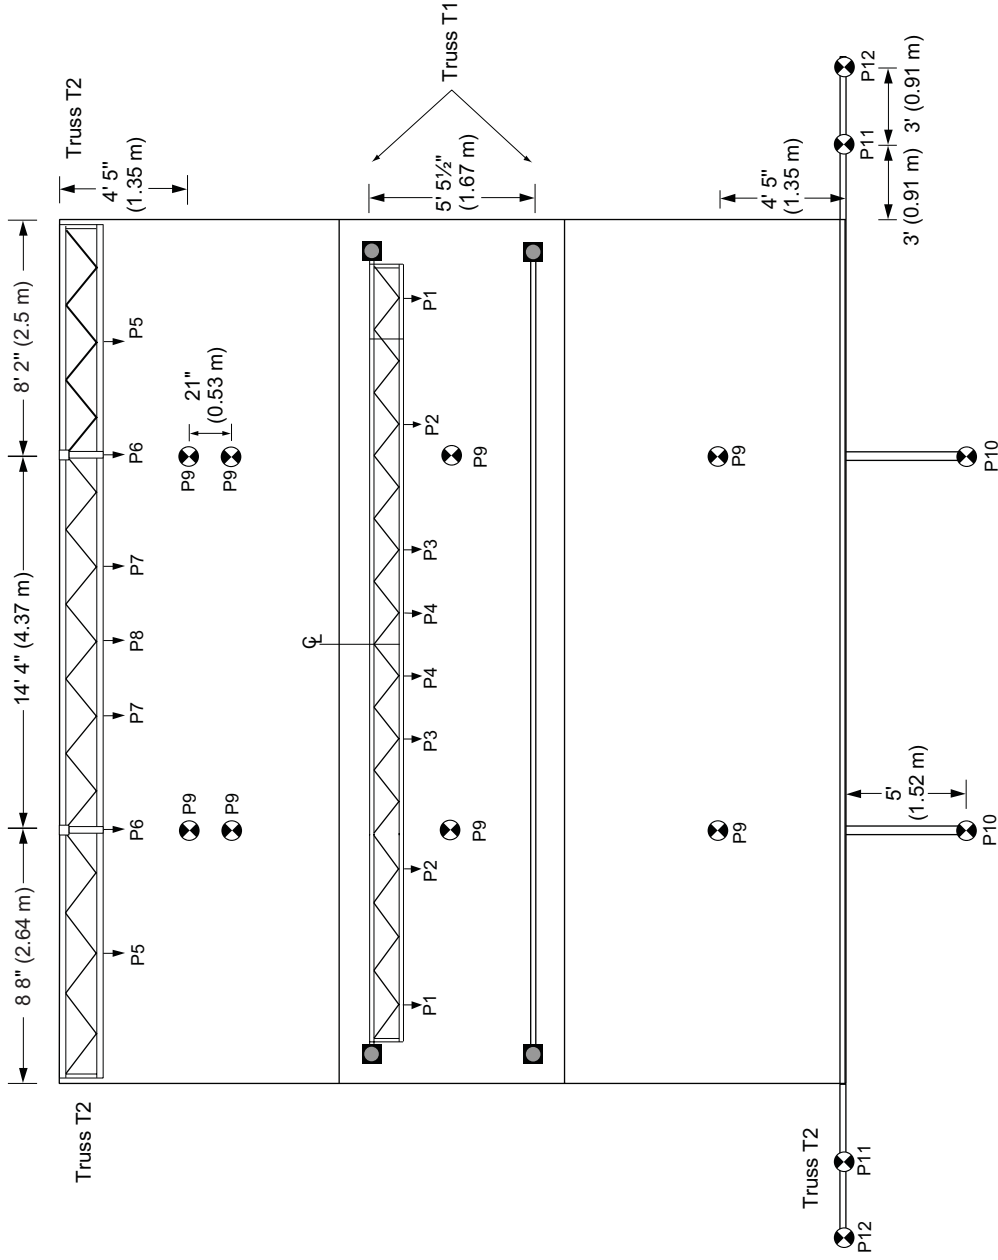 8 8" (2.64 m)
14' 4" (4.37 m)
8' 2" (2.5 m)
Truss T2
Truss T2
4' 5"
(1.35 m)
P5
P6
P7
P8
P7
P6
P5
P9
P9
P9
P9
21"
(0.53 m)
Truss T1
5' 5½"
(1.67 m)
CL
P1
P2
P3
P4
P4
P3
P2
P1
P9
P9
P9
P9
4' 5"
(1.35 m)
Truss T2
P12
P11
5'
(1.52 m)
P10
P10
P11
P12
3' (0.91 m)
3' (0.91 m)